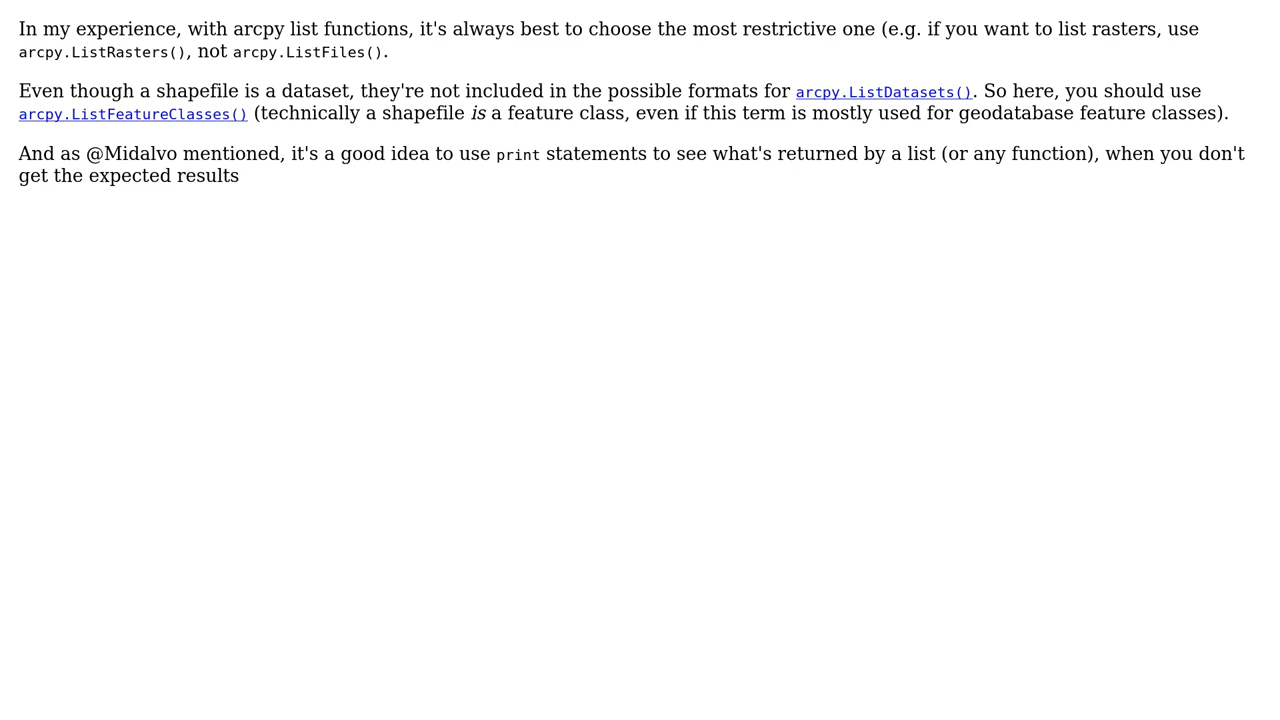 In my experience, with arcpy list functions, it's always best to choose the most restrictive one (e.g. if you want to list rasters, use
arcpy.ListRasters(), not arcpy.ListFiles().
Even though a shapefile is a dataset, they're not included in the possible formats for arcpy.ListDatasets(). So here, you should use
arcpy.ListFeatureClasses() (technically a shapefile is a feature class, even if this term is mostly used for geodatabase feature classes).
And as @Midalvo mentioned, it's a good idea to use print statements to see what's returned by a list (or any function), when you don't
get the expected results